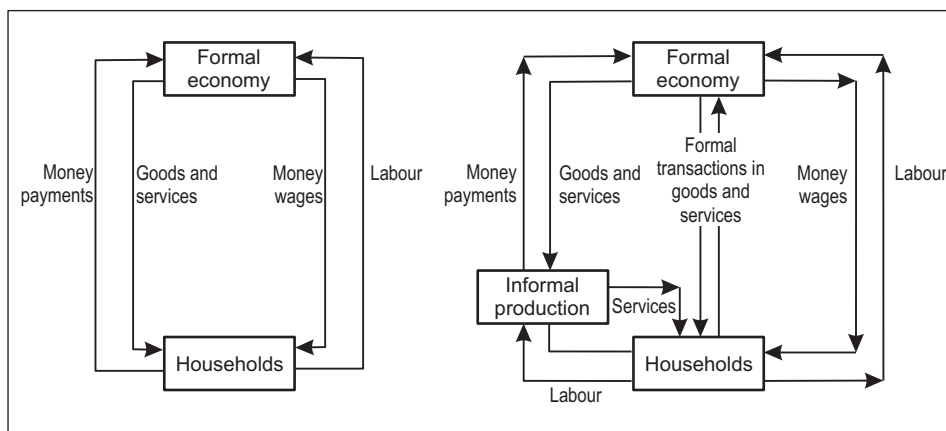 Formal
economy
Money
payments
Goods and
services
Money
wages
Labour
Households
Formal
economy
Money
payments
Goods and
services
Formal
transactions in
goods and
services
Money
wages
Labour
Informal
production
Services
Households
Labour